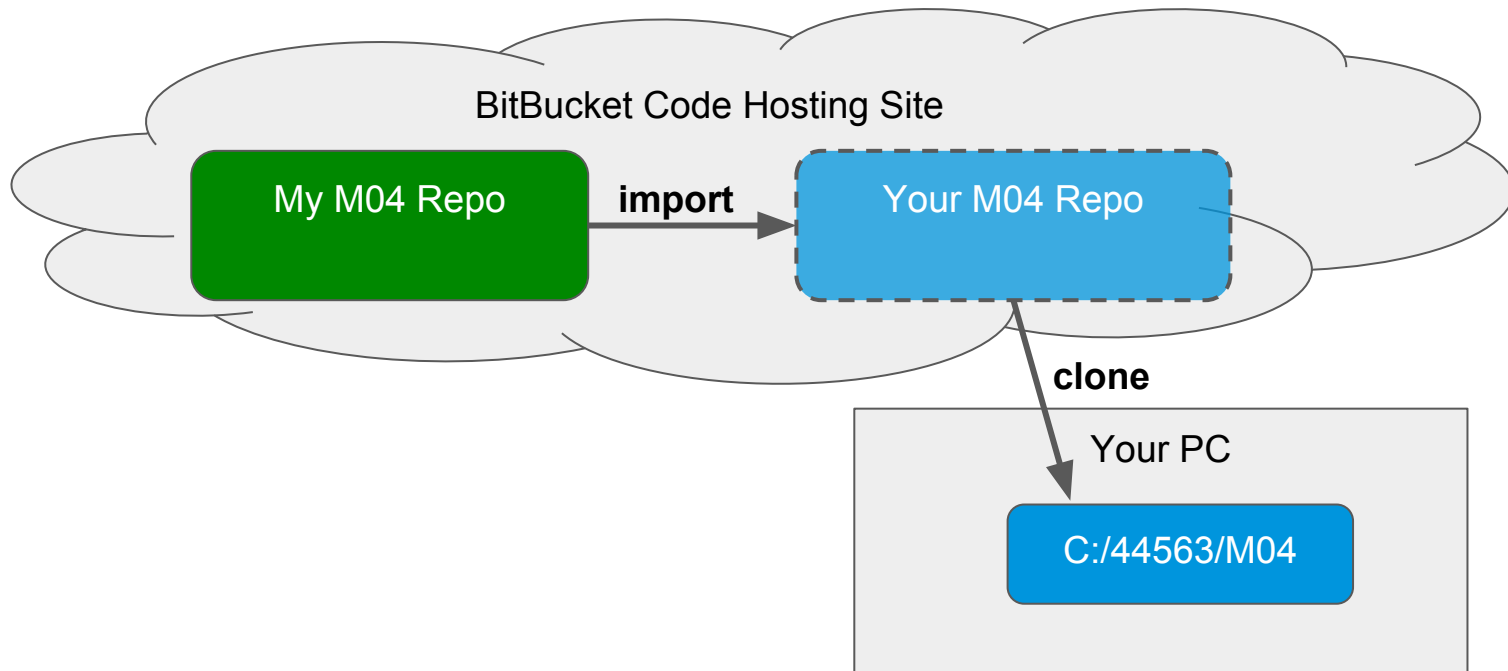 BitBucket Code Hosting Site
My M04 Repo
import
Your M04 Repo
clone
Your PC
C:/44563/M04